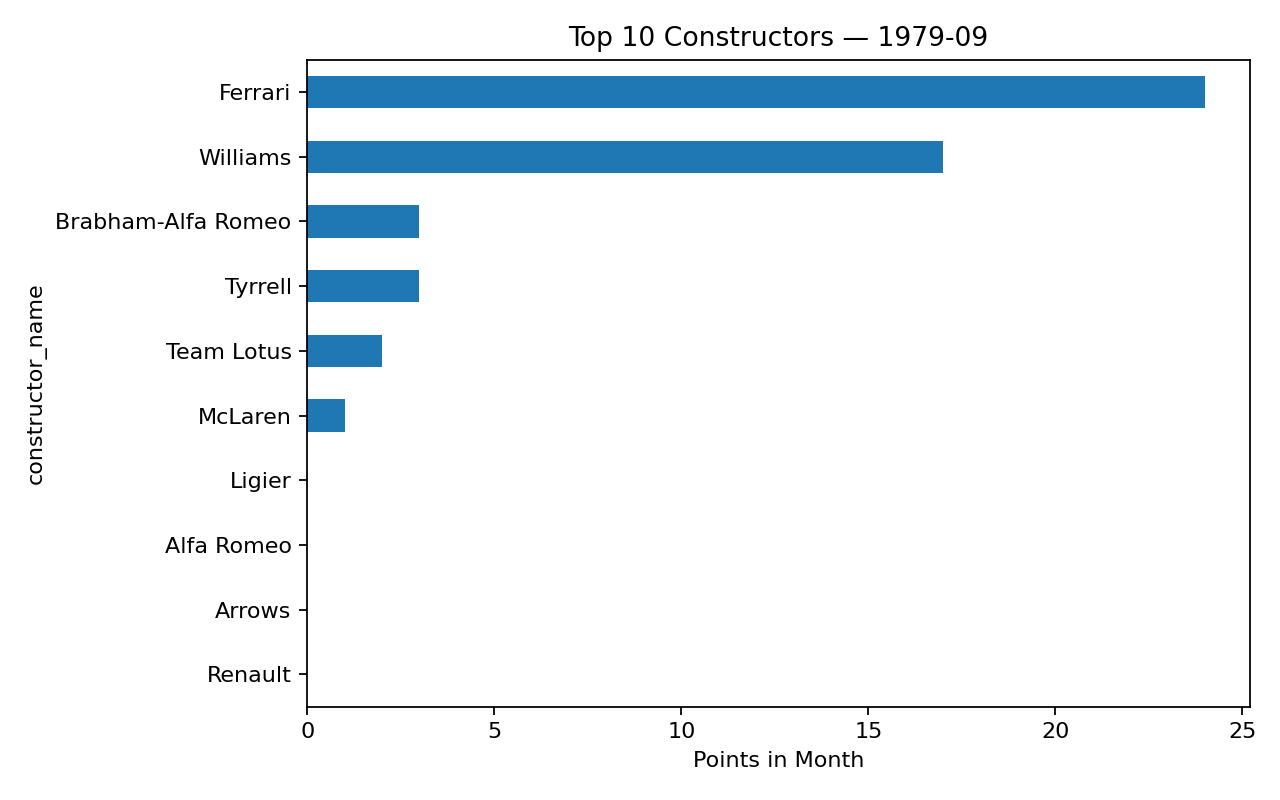 Top 10 Constructors — 1979-09
constructor_name
Ferrari
Williams
Brabham-Alfa Romeo
Tyrrell
Team Lotus
McLaren
Ligier
Alfa Romeo
Arrows
Renault
0 5 10 15 20 25
Points in Month